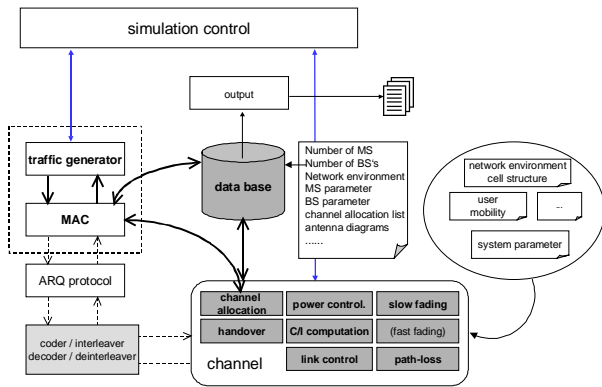 simulation control
output
traffic generator
MAC
data base
Number of MS
Number of BS's
Network environment
MS parameter
BS parameter
channel allocation list
antenna diagrams
......
network environment
cell structure
user
mobility
...
system parameter
ARQ protocol
coder / interleaver
decoder / deinterleaver
channel
allocation
power control.
slow fading
handover
C/I computation
(fast fading)
channel
link control
path-loss